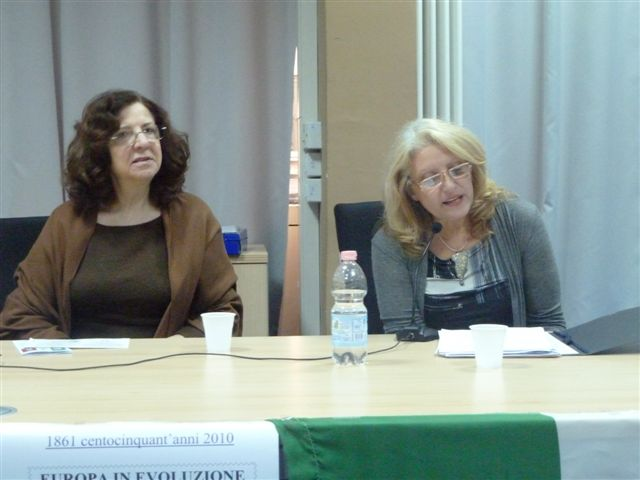 1861 centocinquant'anni 2010
EUROPA IN EVOLUZIONE